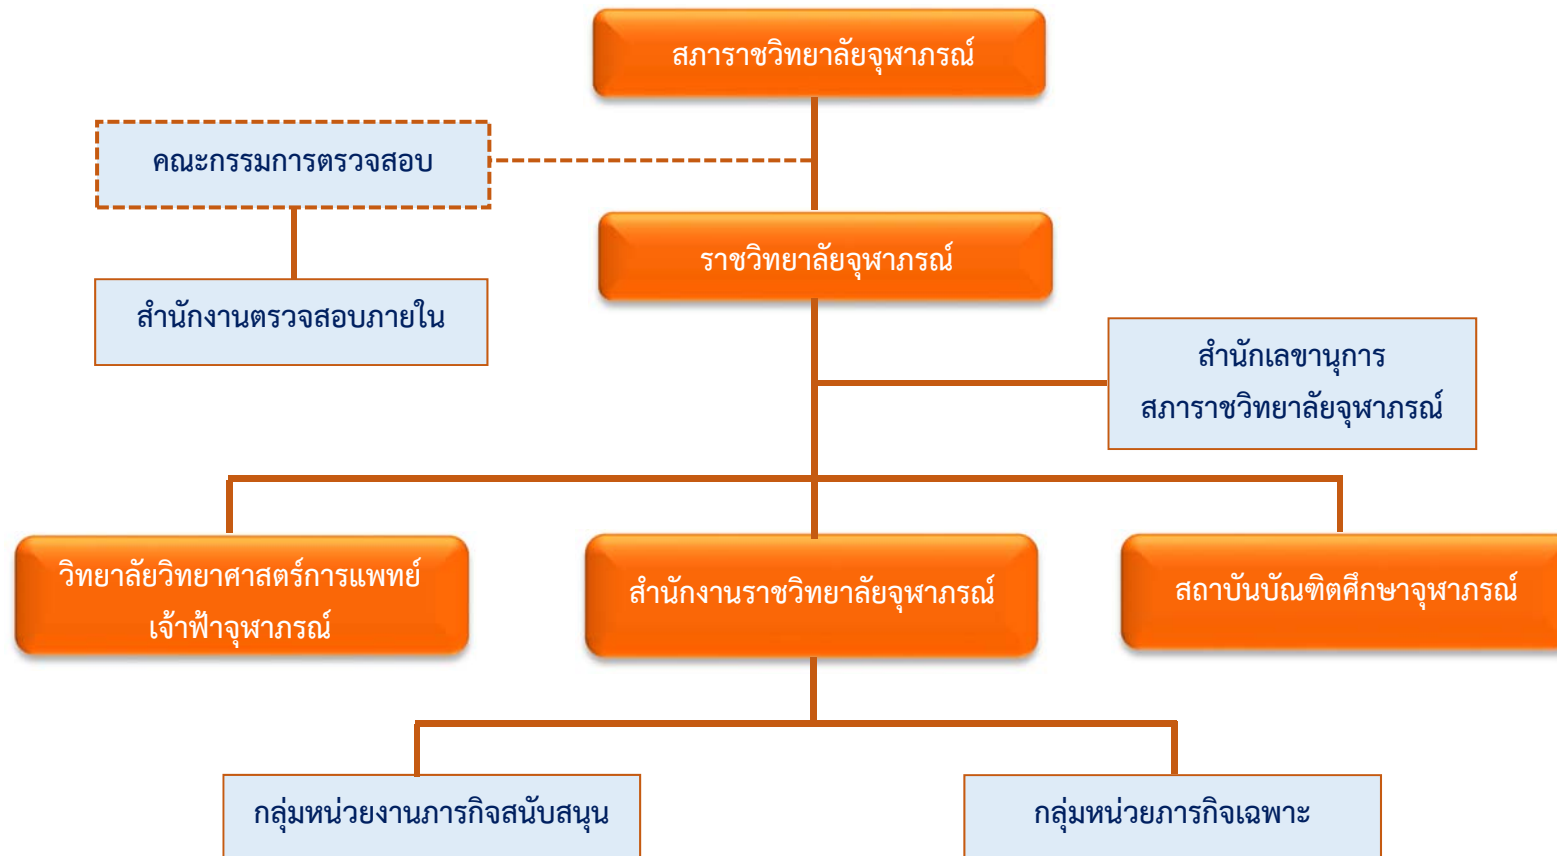 สภาราชวิทยาลัยจุฬาภรณ์
คณะกรรมการตรวจสอบ
ราชวิทยาลัยจุฬาภรณ์
สำนักงานตรวจสอบภายใน
สำนักเลขานุการ
สภาราชวิทยาลัยจุฬาภรณ์
วิทยาลัยวิทยาศาสตร์การแพทย์
เจ้าฟ้าจุฬาภรณ์
สำนักงานราชวิทยาลัยจุฬาภรณ์
สถาบันบัณฑิตศึกษาจุฬาภรณ์
กลุ่มหน่วยงานภารกิจสนับสนุน
กลุ่มหน่วยภารกิจเฉพาะ